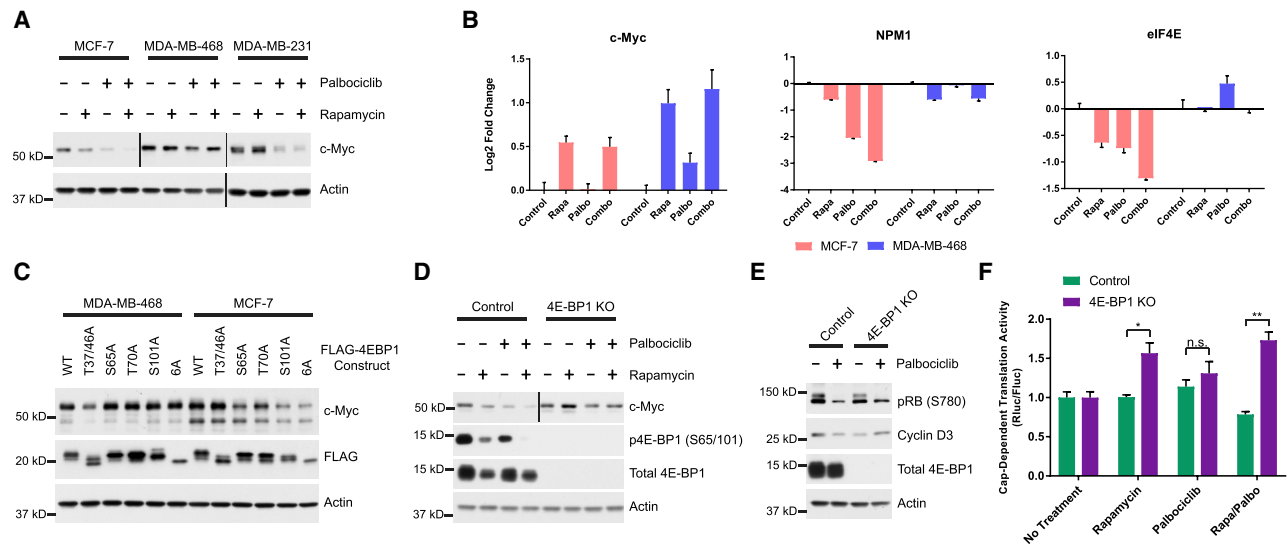 A
MCF-7 MDA-MB-468 MDA-MB-231
– – + + – – + + – – + + Palbociclib
– + – + – + – + – + – + Rapamycin
50 kD c-Myc
37 kD Actin
B
c-Myc
Log2 Fold Change
1.5
1.0
0.5
0.0
Control Rapa Palbo Combo Control Rapa Palbo Combo
NPM1
1
0
-1
-2
-3
-4
Control Rapa Palbo Combo Control Rapa Palbo Combo
eIF4E
1.0
0.5
0.0
-0.5
-1.0
-1.5
Control Rapa Palbo Combo Control Rapa Palbo Combo
MCF-7 MDA-MB-468
C
MDA-MB-468 MCF-7
WT T37/46A S65A T70A S101A 6A WT T37/46A S65A T70A S101A 6A
FLAG-4EBP1
Construct
50 kD c-Myc
20 kD FLAG
37 kD Actin
D
Control 4E-BP1 KO
– – + + – – + + Palbociclib
– + – + – + – + Rapamycin
50 kD c-Myc
15 kD p4E-BP1 (S65/101)
15 kD Total 4E-BP1
37 kD Actin
E
Control 4E-BP1 KO
– + – + Palbociclib
150 kD pRB (S780)
25 kD Cyclin D3
15 kD Total 4E-BP1
37 kD Actin
F
Control
4E-BP1 KO
Cap-Dependent Translation Activity
(Rluc/Fluc)
2.0
1.5
1.0
0.5
0.0
* n.s. **
No Treatment Rapamycin Palbociclib Rapa/Palbo